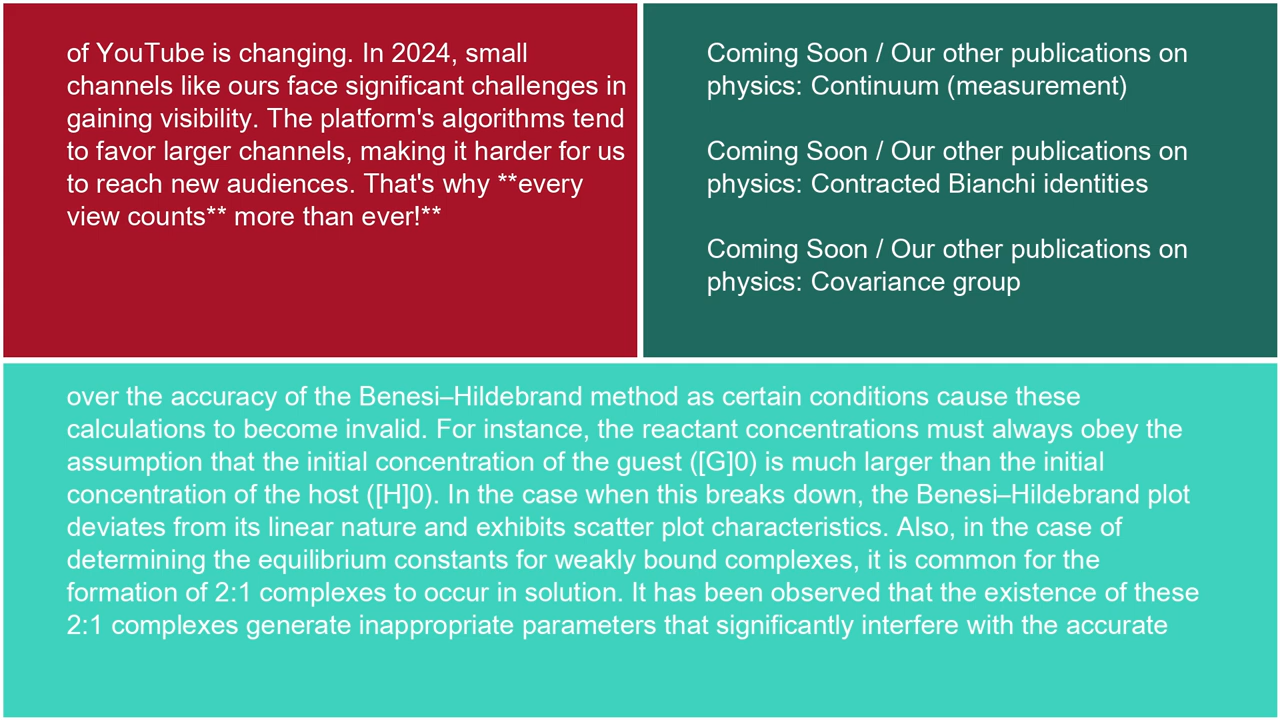 of YouTube is changing. In 2024, small
channels like ours face significant challenges in
gaining visibility. The platform's algorithms tend
to favor larger channels, making it harder for us
to reach new audiences. That's why **every
view counts** more than ever!**
Coming Soon / Our other publications on
physics: Continuum (measurement)
Coming Soon / Our other publications on
physics: Contracted Bianchi identities
Coming Soon / Our other publications on
physics: Covariance group
over the accuracy of the Benesi–Hildebrand method as certain conditions cause these
calculations to become invalid. For instance, the reactant concentrations must always obey the
assumption that the initial concentration of the guest ([G]0) is much larger than the initial
concentration of the host ([H]0). In the case when this breaks down, the Benesi–Hildebrand plot
deviates from its linear nature and exhibits scatter plot characteristics. Also, in the case of
determining the equilibrium constants for weakly bound complexes, it is common for the
formation of 2:1 complexes to occur in solution. It has been observed that the existence of these
2:1 complexes generate inappropriate parameters that significantly interfere with the accurate